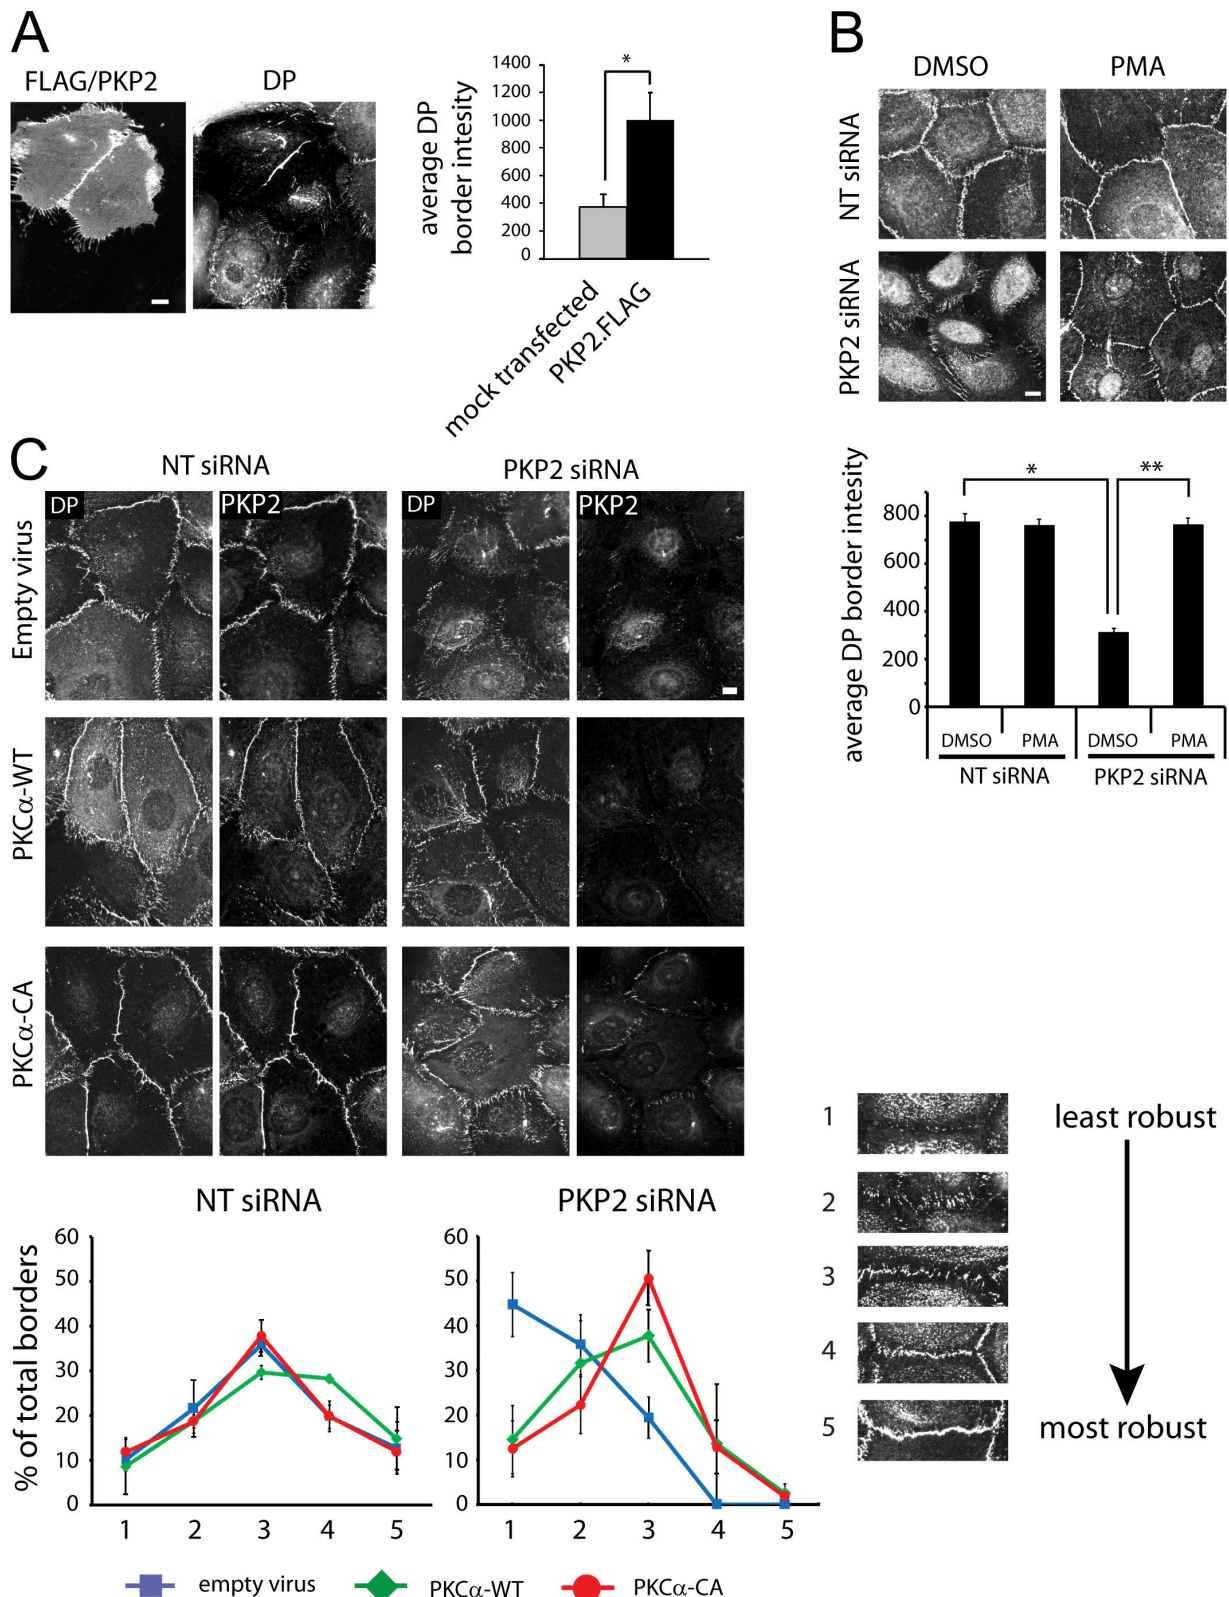 A
FLAG/PKP2
DP
average DP
border intesity
1400
1200
1000
800
600
400
200
0
*
mock transfected
PKP2.FLAG
B
DMSO
PMA
NT siRNA
PKP2 siRNA
average DP border intesity
800
600
400
200
0
*
**
DMSO
PMA
DMSO
PMA
NT siRNA
PKP2 siRNA
C
NT siRNA
PKP2 siRNA
DP
PKP2
DP
PKP2
Empty virus
PKCα-WT
PKCα-CA
NT siRNA
% of total borders
60
50
40
30
20
10
0
1 2 3 4 5
PKP2 siRNA
60
50
40
30
20
10
0
1 2 3 4 5
empty virus
PKCα-WT
PKCα-CA
1
2
3
4
5
least robust
most robust